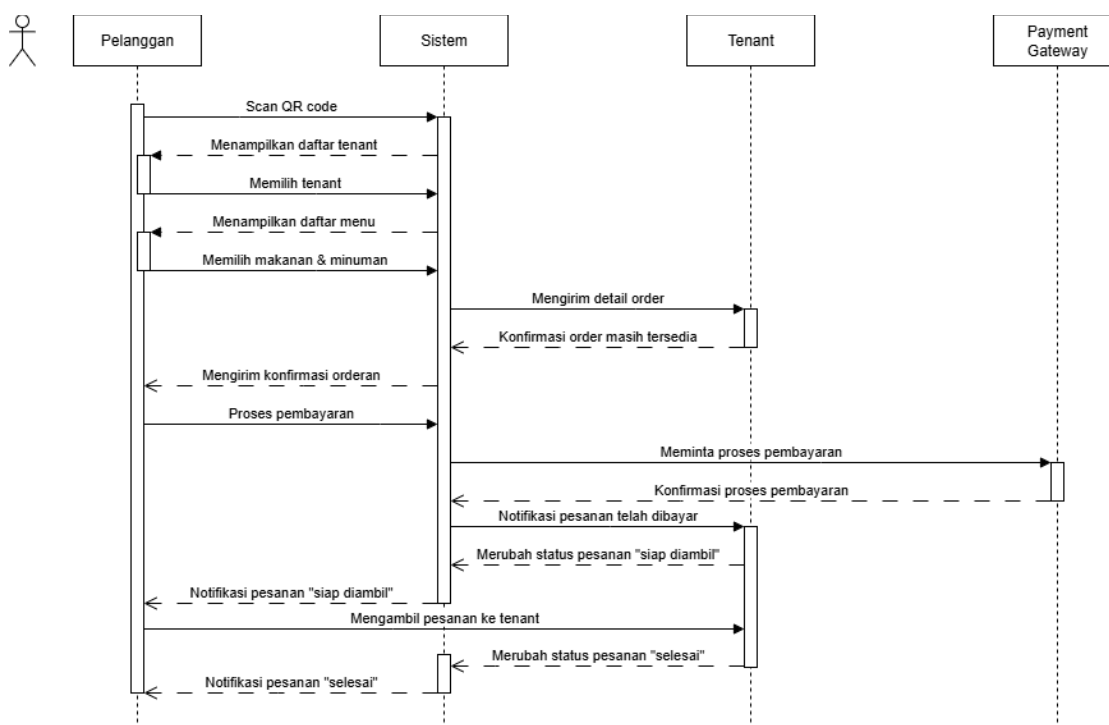 Pelanggan
Sistem
Tenant
Payment
Gateway
Scan QR code
Menampilkan daftar tenant
Memilih tenant
Menampilkan daftar menu
Memilih makanan & minuman
Mengirim detail order
Konfirmasi order masih tersedia
Mengirim konfirmasi orderan
Proses pembayaran
Meminta proses pembayaran
Konfirmasi proses pembayaran
Notifikasi pesanan telah dibayar
Merubah status pesanan "siap diambil"
Notifikasi pesanan "siap diambil"
Mengambil pesanan ke tenant
Merubah status pesanan "selesai"
Notifikasi pesanan "selesai"